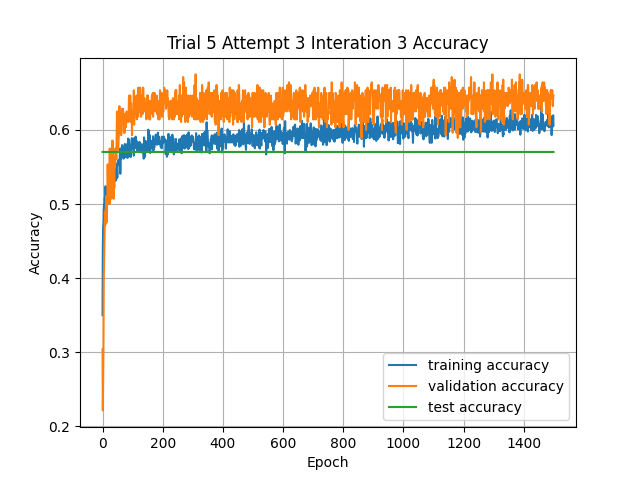 Trial 5 Attempt 3 Interation 3 Accuracy
0.6
0.5
0.4
0.3
0.2
Accuracy
0
200
400
600
800
1000
1200
1400
Epoch
training accuracy
validation accuracy
test accuracy